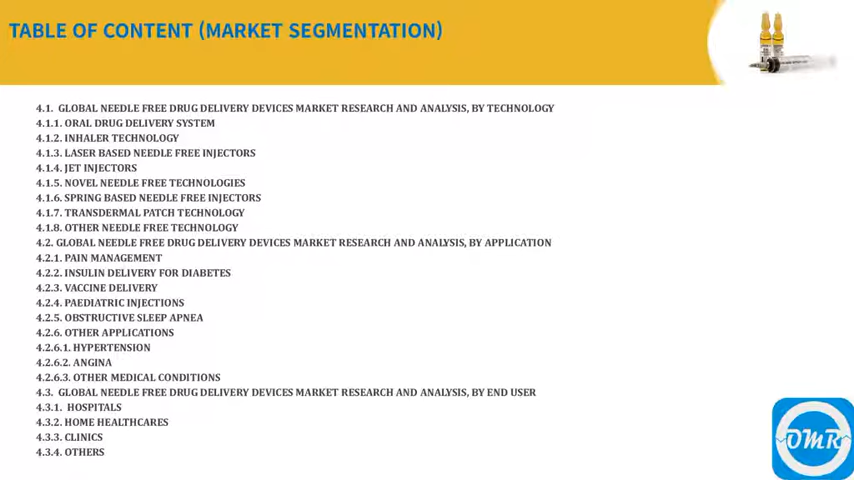 TABLE OF CONTENT (MARKET SEGMENTATION)
4.1. GLOBAL NEEDLE FREE DRUG DELIVERY DEVICES MARKET RESEARCH AND ANALYSIS, BY TECHNOLOGY
4.1.1. ORAL DRUG DELIVERY SYSTEM
4.1.2. INHALER TECHNOLOGY
4.1.3. LASER BASED NEEDLE FREE INJECTORS
4.1.4. JET INJECTORS
4.1.5. NOVEL NEEDLE FREE TECHNOLOGIES
4.1.6. SPRING BASED NEEDLE FREE INJECTORS
4.1.7. TRANSDERMAL PATCH TECHNOLOGY
4.1.8. OTHER NEEDLE FREE TECHNOLOGY
4.2. GLOBAL NEEDLE FREE DRUG DELIVERY DEVICES MARKET RESEARCH AND ANALYSIS, BY APPLICATION
4.2.1. PAIN MANAGEMENT
4.2.2. INSULIN DELIVERY FOR DIABETES
4.2.3. VACCINE DELIVERY
4.2.4. PAEDIATRIC INJECTIONS
4.2.5. OBSTRUCTIVE SLEEP APNEA
4.2.6. OTHER APPLICATIONS
4.2.6.1. HYPERTENSION
4.2.6.2. ANGINA
4.2.6.3. OTHER MEDICAL CONDITIONS
4.3. GLOBAL NEEDLE FREE DRUG DELIVERY DEVICES MARKET RESEARCH AND ANALYSIS, BY END USER
4.3.1. HOSPITALS
4.3.2. HOME HEALTHCARES
4.3.3. CLINICS
4.3.4. OTHERS
OMR